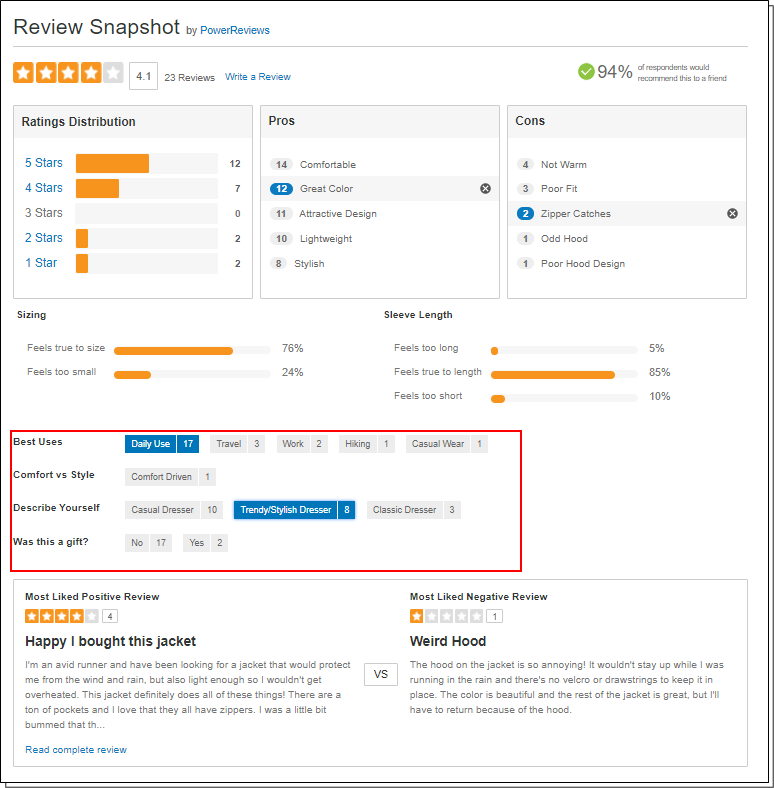 Review Snapshot by PowerReviews
4.1 23 Reviews Write a Review
94% of respondents would recommend this to a friend
Ratings Distribution
5 Stars 12
4 Stars 7
3 Stars 0
2 Stars 2
1 Star 2
Pros
14 Comfortable
12 Great Color
11 Attractive Design
10 Lightweight
8 Stylish
Cons
4 Not Warm
3 Poor Fit
2 Zipper Catches
1 Odd Hood
1 Poor Hood Design
Sizing
Feels true to size 76%
Feels too small 24%
Sleeve Length
Feels too long 5%
Feels true to length 85%
Feels too short 10%
Best Uses Daily Use 17 Travel 3 Work 2 Hiking 1 Casual Wear 1
Comfort vs Style Comfort Driven 1
Describe Yourself Casual Dresser 10 Trendy/Stylish Dresser 8 Classic Dresser 3
Was this a gift? No 17 Yes 2
Most Liked Positive Review
4
Happy I bought this jacket
I'm an avid runner and have been looking for a jacket that would protect
me from the wind and rain, but also light enough so I wouldn't get
overheated. This jacket definitely does all of these things! There are a
ton of pockets and I love that they all have zippers. I was a little bit
bummed that th...
Read complete review
VS
Most Liked Negative Review
1
Weird Hood
The hood on the jacket is so annoying! It wouldn't stay up while I was
running in the rain and there's no velcro or drawstrings to keep it in
place. The color is beautiful and the rest of the jacket is great, but I'll
have to return because of the hood.